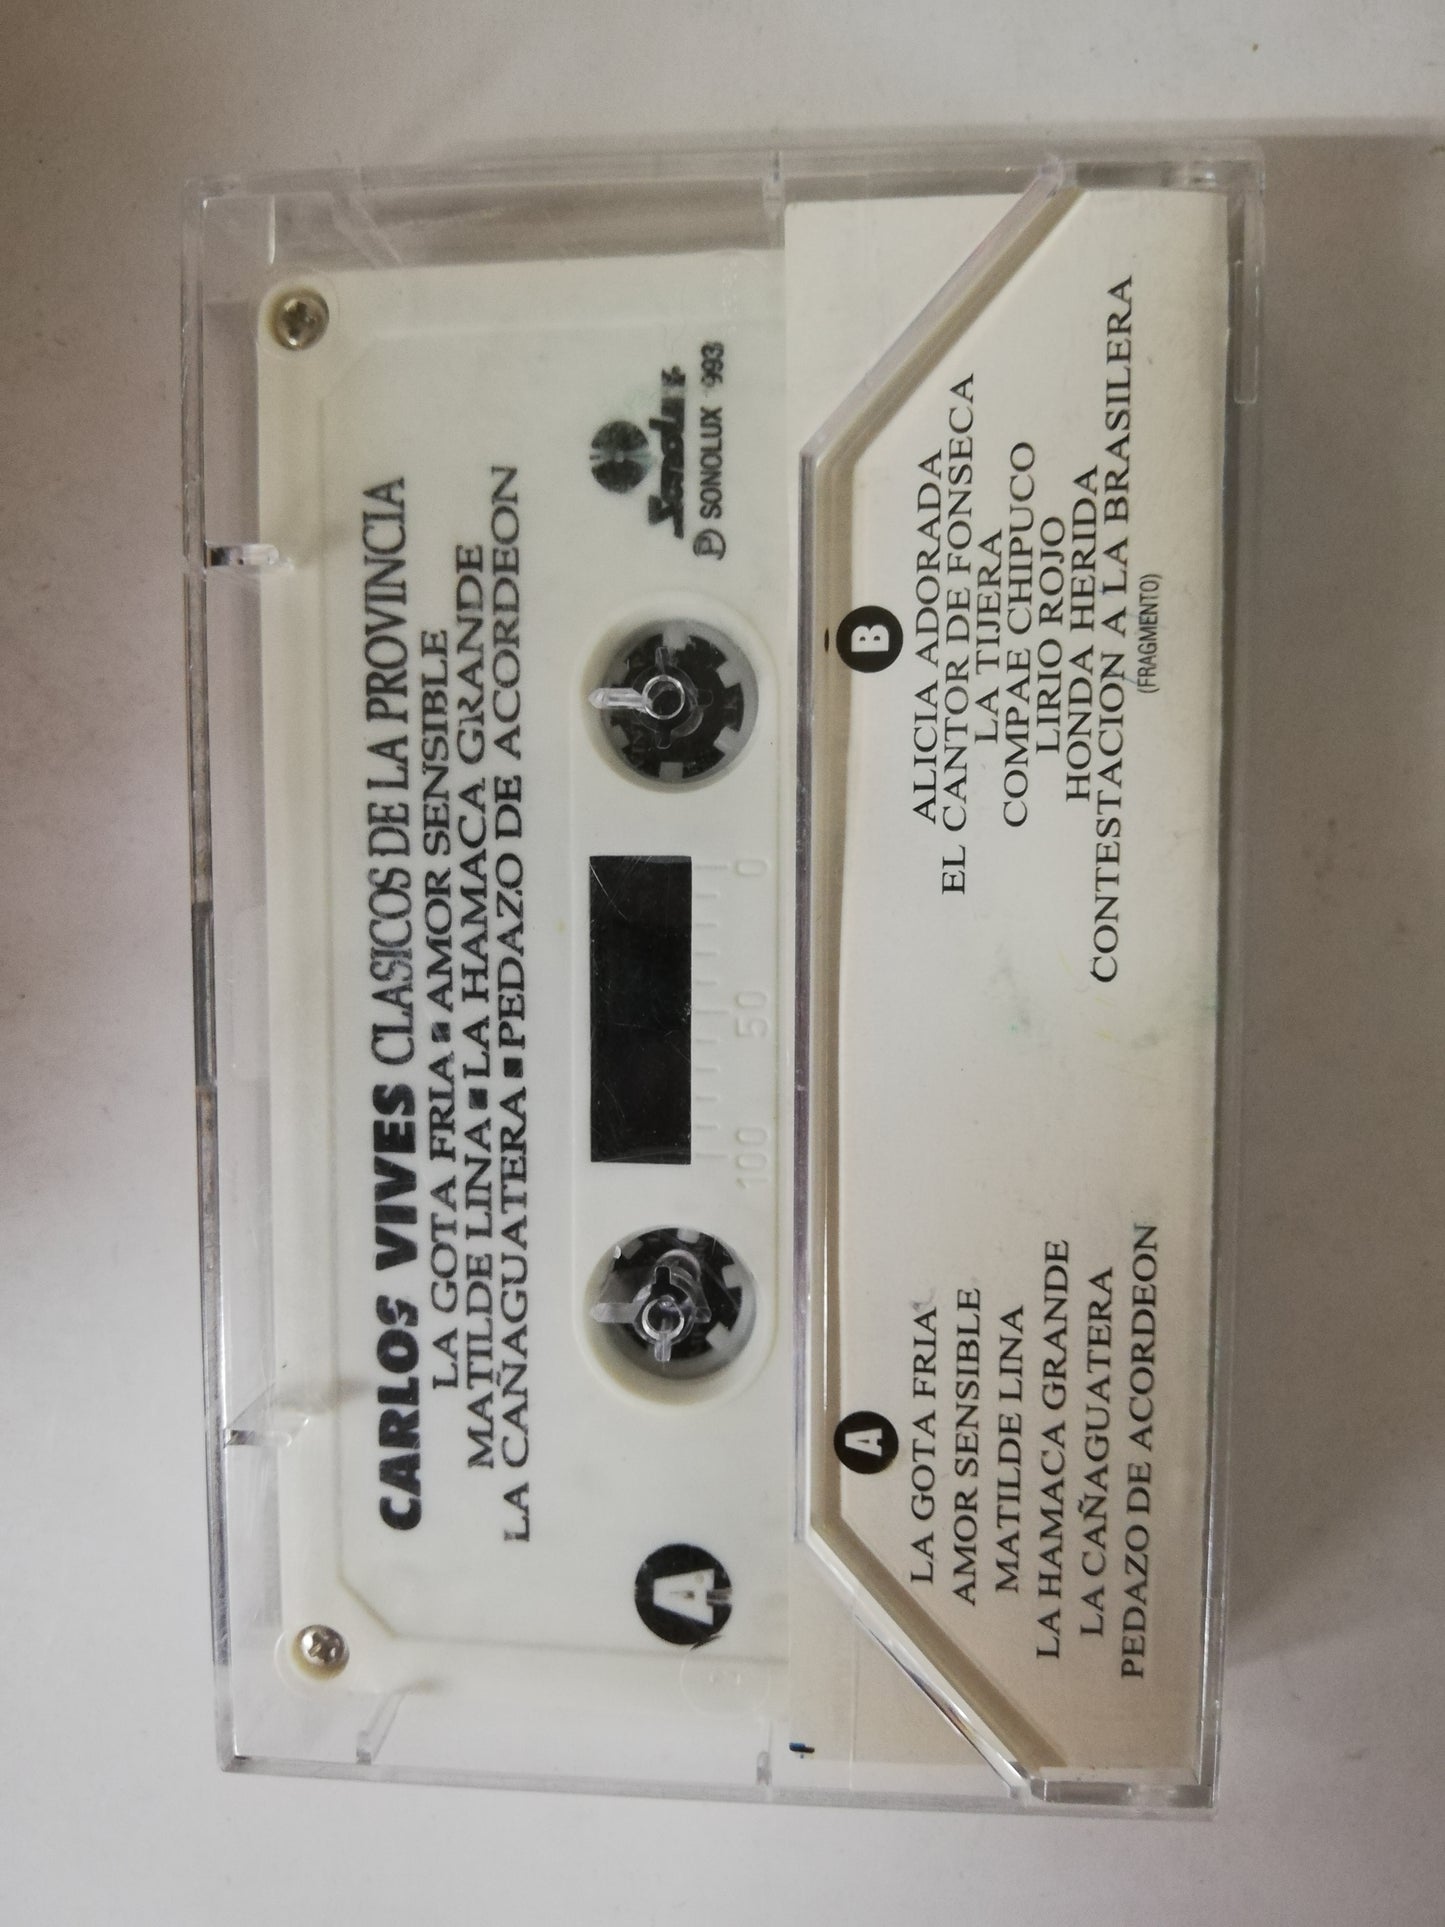 CARLOS VIVES CLASICOS DE LA PROVINCIA
LA GOTA FRIA ■ AMOR SENSIBLE
MATILDE LINA ■ LA HAMACA GRANDE
LA CAÑAGUATERA ■ PEDAZO DE ACORDEON
A
Sonolux
Ⓟ SONOLUX 993
100 50 0
A
LA GOTA FRIA
AMOR SENSIBLE
MATILDE LINA
LA HAMACA GRANDE
LA CAÑAGUATERA
PEDAZO DE ACORDEON
B
ALICIA ADORADA
EL CANTOR DE FONSECA
LA TIJERA
COMPAE CHIPUCO
LIRIO ROJO
HONDA HERIDA
CONTESTACION A LA BRASILERA
(FRAGMENTO)